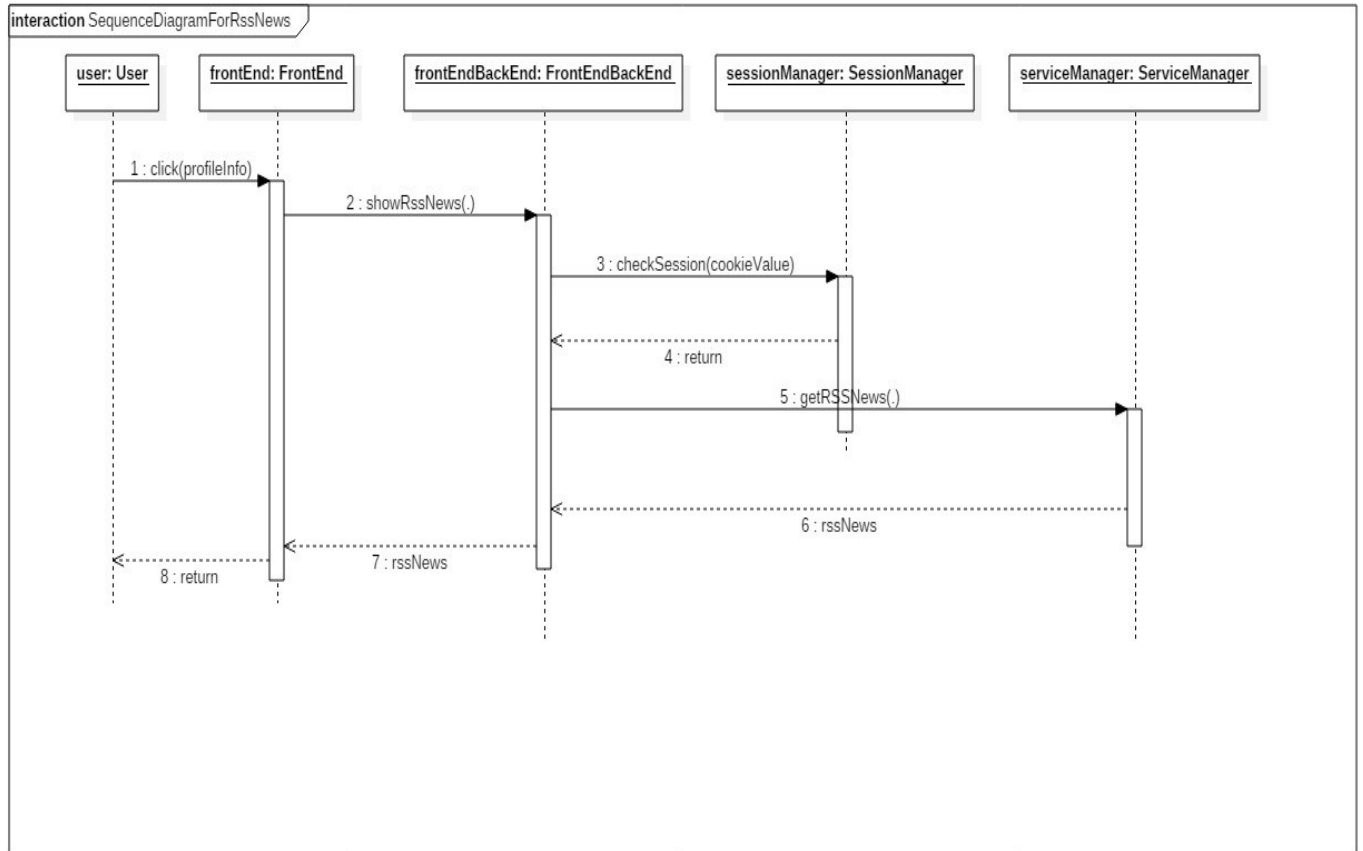 interaction SequenceDiagramForRssNews
user: User
frontEnd: FrontEnd
frontEndBackEnd: FrontEndBackEnd
sessionManager: SessionManager
serviceManager: ServiceManager
1 : click(profileInfo)
2 : showRssNews(.)
3 : checkSession(cookieValue)
4 : return
5 : getRSSNews(.)
6 : rssNews
7 : rssNews
8 : return